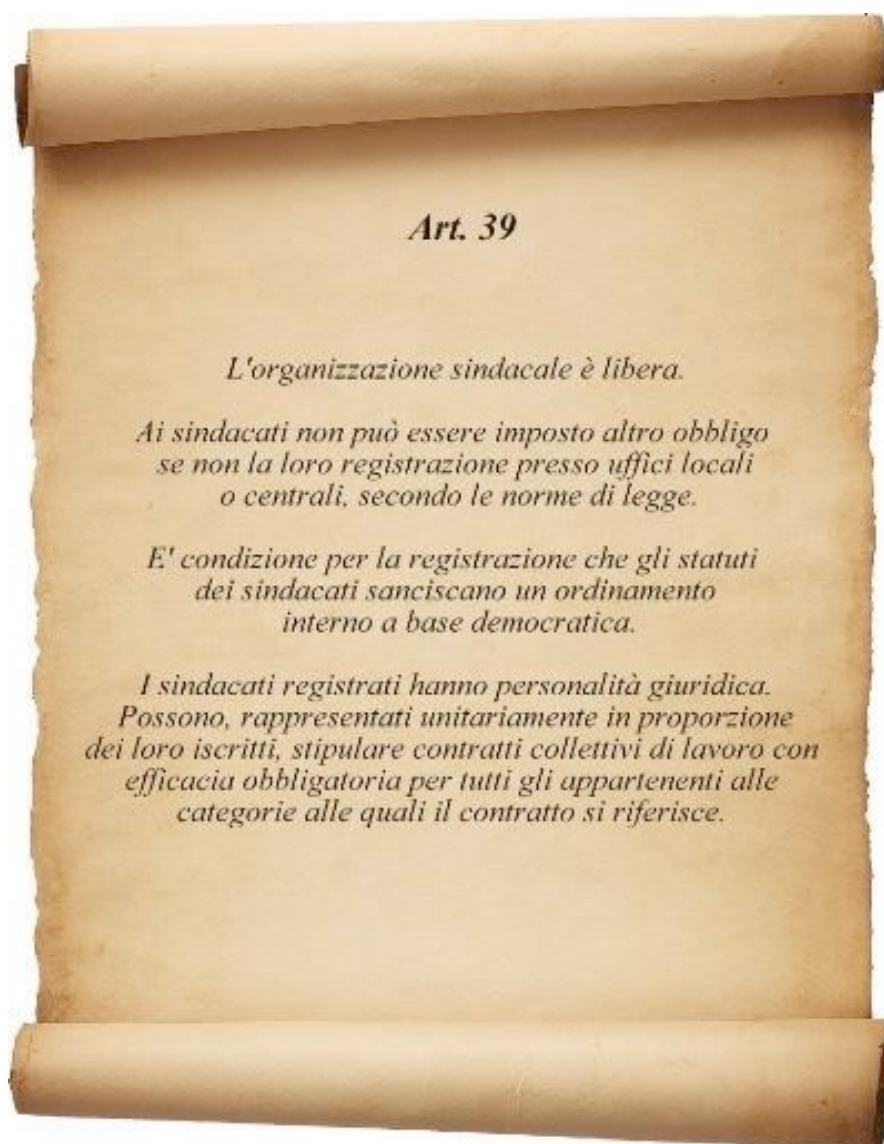 Art. 39
L'organizzazione sindacale è libera.
Ai sindacati non può essere imposto altro obbligo
se non la loro registrazione presso uffici locali
o centrali, secondo le norme di legge.
E' condizione per la registrazione che gli statuti
dei sindacati sanciscano un ordinamento
interno a base democratica.
I sindacati registrati hanno personalità giuridica.
Possono, rappresentati unitariamente in proporzione
dei loro iscritti, stipulare contratti collettivi di lavoro con
efficacia obbligatoria per tutti gli appartenenti alle
categorie alle quali il contratto si riferisce.